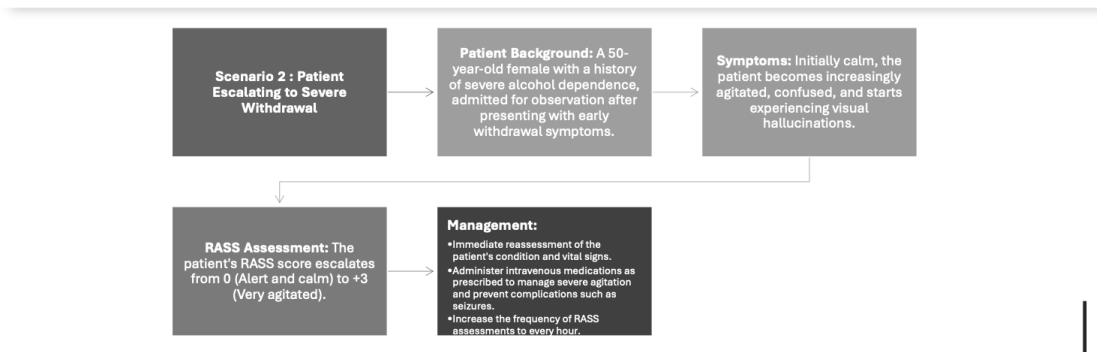 Scenario 2 : Patient
Escalating to Severe
Withdrawal
Patient Background: A 50-
year-old female with a history
of severe alcohol dependence,
admitted for observation after
presenting with early
withdrawal symptoms.
Symptoms: Initially calm, the
patient becomes increasingly
agitated, confused, and starts
experiencing visual
hallucinations.
RASS Assessment: The
patient's RASS score escalates
from 0 (Alert and calm) to +3
(Very agitated).
Management:
•Immediate reassessment of the
patient's condition and vital signs.
•Administer intravenous medications as
prescribed to manage severe agitation
and prevent complications such as
seizures.
•Increase the frequency of RASS
assessments to every hour.